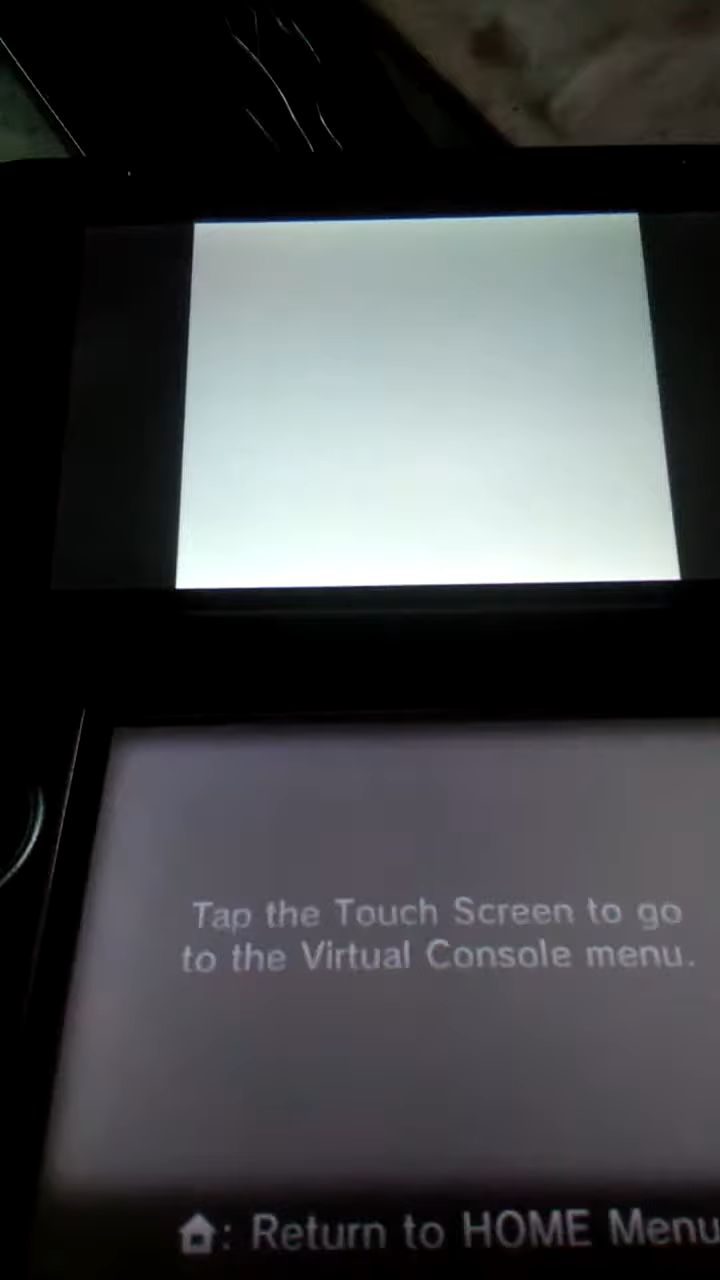 Tap the Touch Screen to go
to the Virtual Console menu.
: Return to HOME Menu